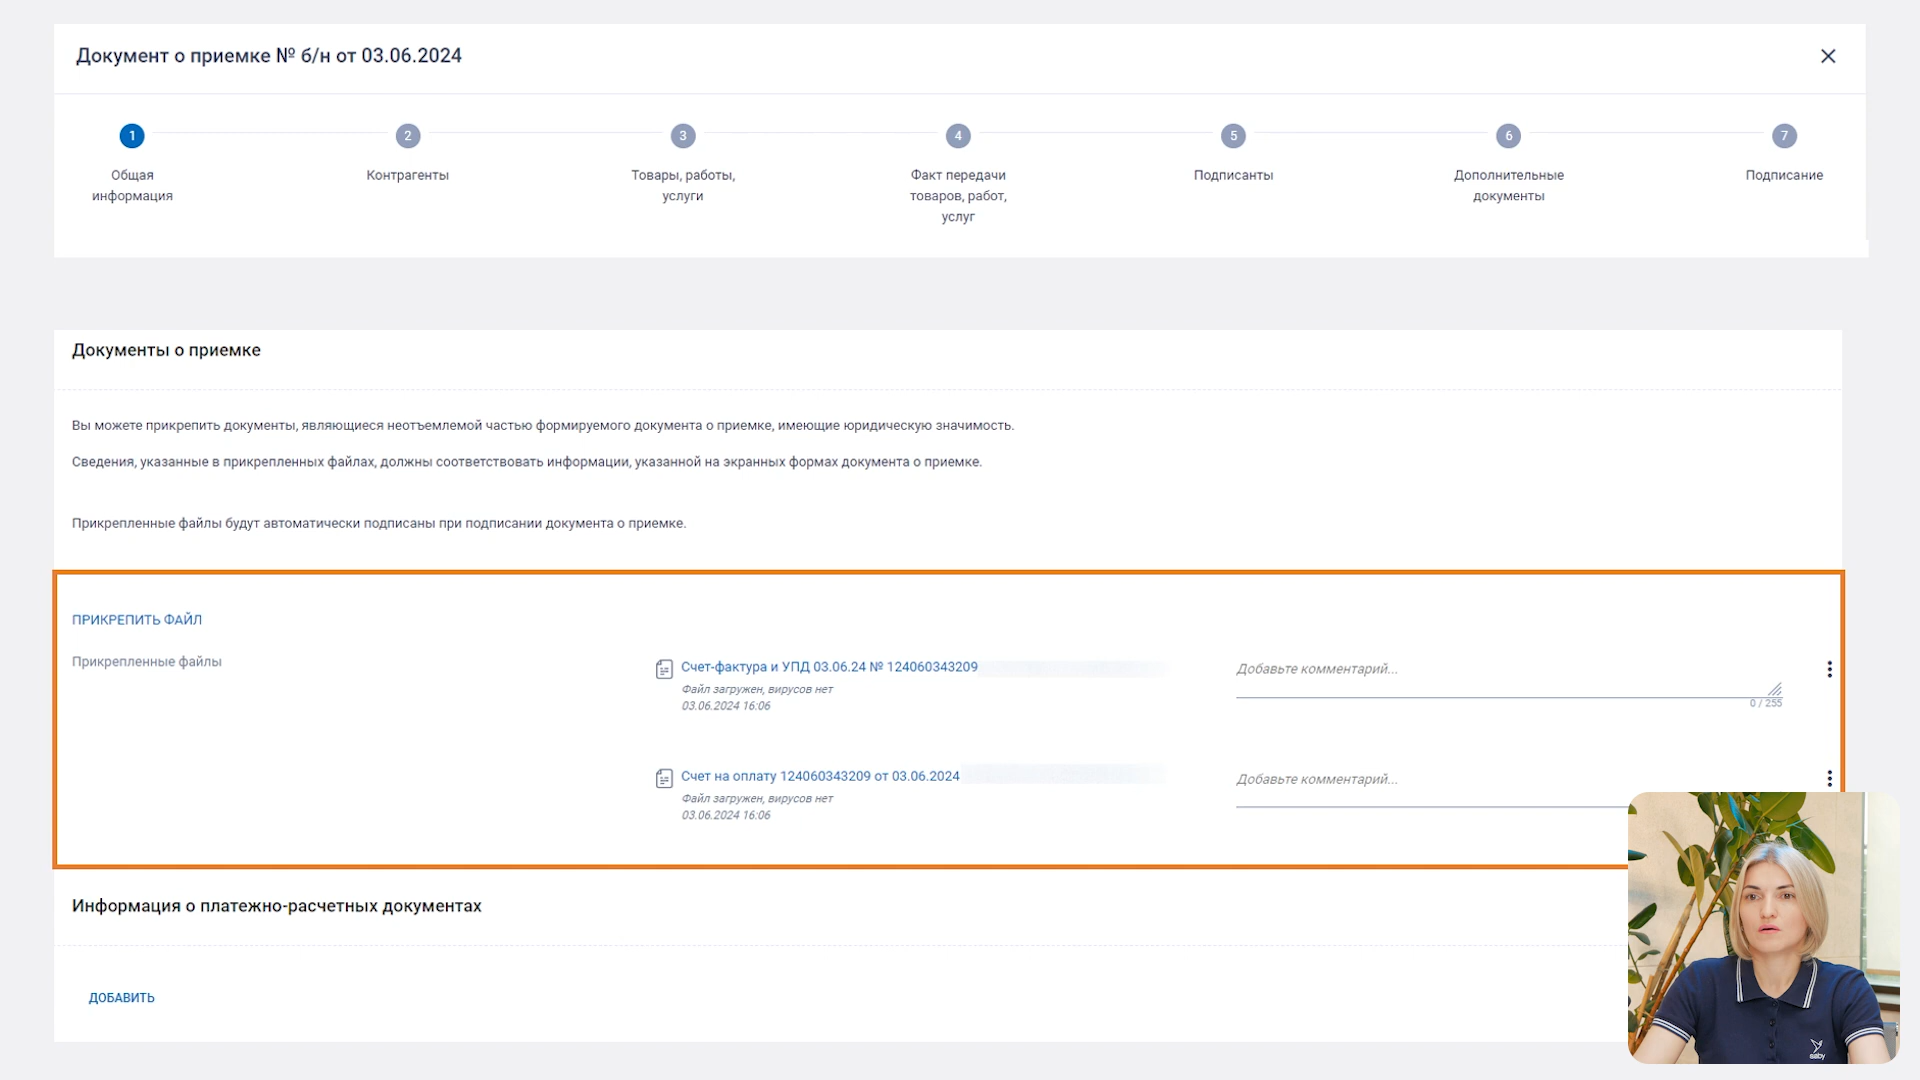 Документ о приемке № б/н от 03.06.2024
1
2
3
4
5
6
7
Общая
информация
Контрагенты
Товары, работы,
услуги
Факт передачи
товаров, работ,
услуг
Подписанты
Дополнительные
документы
Подписание
Документы о приемке
Вы можете прикрепить документы, являющиеся неотъемлемой частью формируемого документа о приемке, имеющие юридическую значимость.
Сведения, указанные в прикрепленных файлах, должны соответствовать информации, указанной на экранных формах документа о приемке.
Прикрепленные файлы будут автоматически подписаны при подписании документа о приемке.
ПРИКРЕПИТЬ ФАЙЛ
Прикрепленные файлы
Счет-фактура и УПД 03.06.24 № 124060343209
Файл загружен, вирусов нет
03.06.2024 16:06
Добавьте комментарий...
0 / 255
Счет на оплату 124060343209 от 03.06.2024
Файл загружен, вирусов нет
03.06.2024 16:06
Добавьте комментарий...
Информация о платежно-расчетных документах
ДОБАВИТЬ
saby